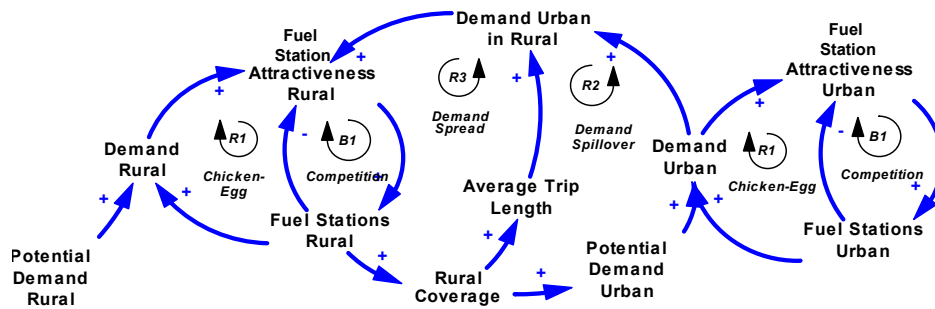 Fuel
Station
Attractiveness
Rural
+
+
R1
Chicken-
Egg
-
B1
Competition
+
Demand
Rural
+
+
Potential
Demand
Rural
Fuel Stations
Rural
+
Rural
Coverage
+
+
Average Trip
Length
+
Demand Urban
in Rural
+
R3
Demand
Spread
R2
Demand
Spillover
Potential
Demand
Urban
+
+
Demand
Urban
+
R1
Chicken-Egg
Fuel
Station
Attractiveness
Urban
-
B1
Competition
+
Fuel Stations
Urban